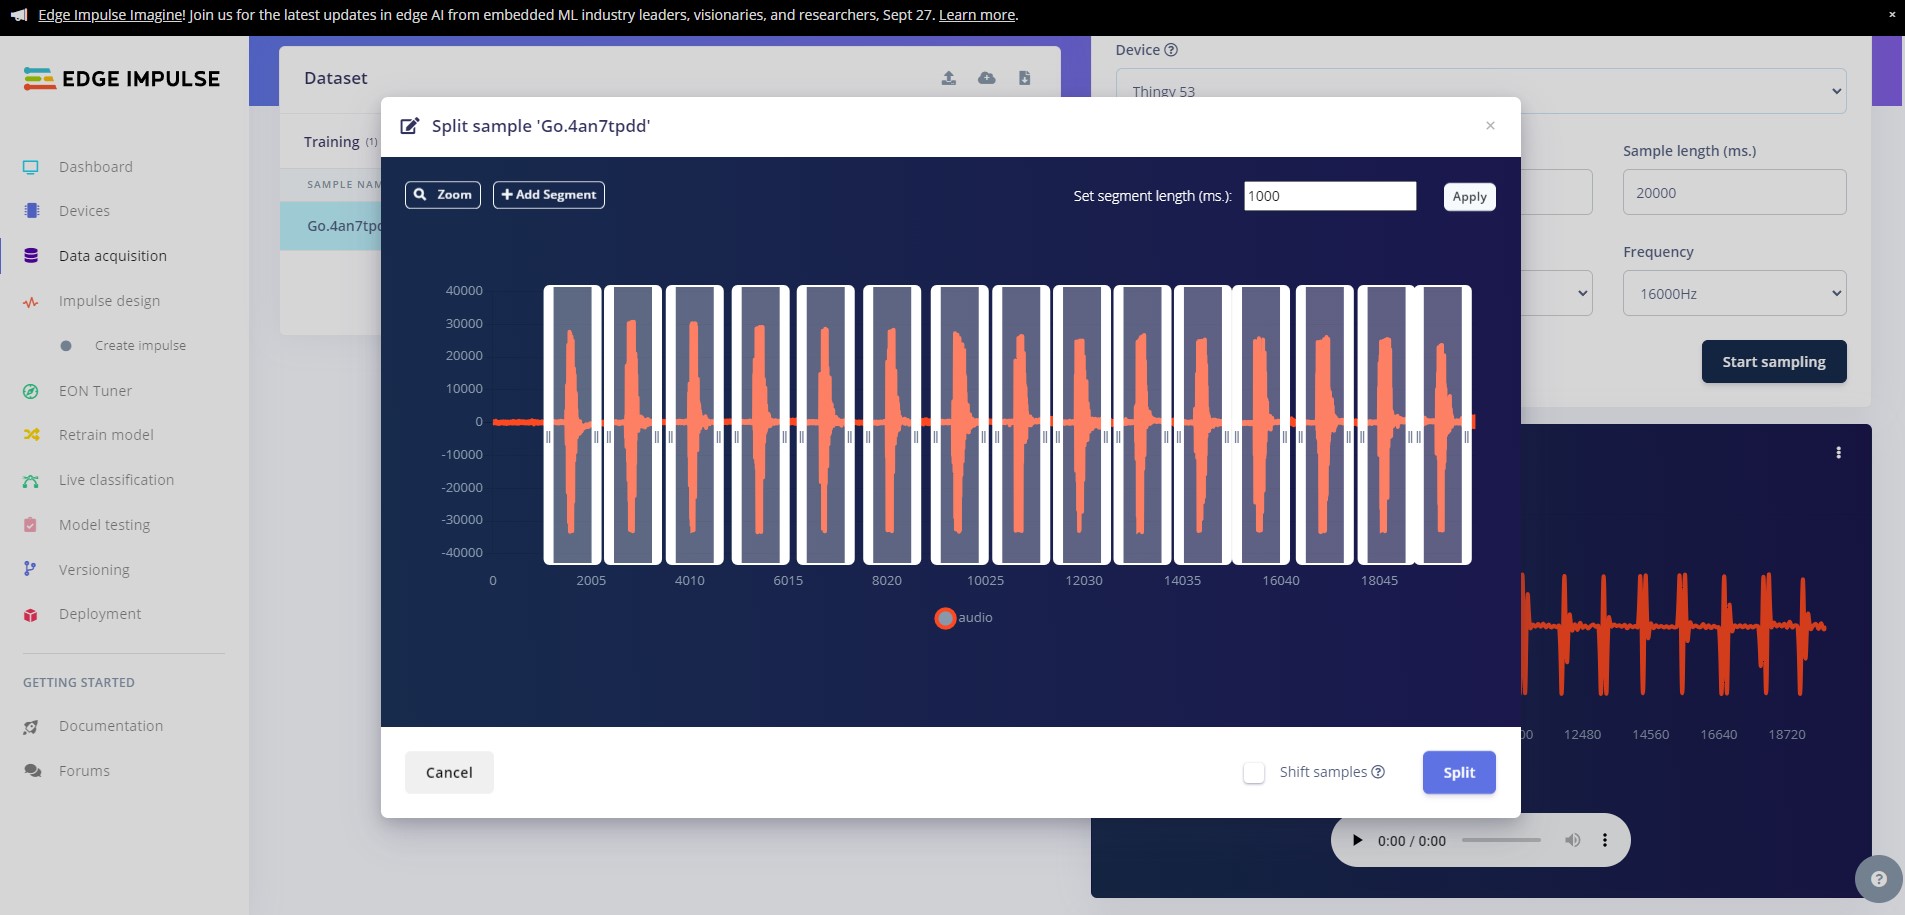 Edge Impulse Imagine! Join us for the latest updates in edge AI from embedded ML industry leaders, visionaries, and researchers, Sept 27. Learn more.
×
EDGE IMPULSE
Dashboard
Devices
Data acquisition
Impulse design
Create impulse
EON Tuner
Retrain model
Live classification
Model testing
Versioning
Deployment
GETTING STARTED
Documentation
Forums
Dataset
Training (1)
SAMPLE NAM
Go.4an7tpd
Device
Thingy 53
Sample length (ms.)
20000
Frequency
16000Hz
Start sampling
Split sample 'Go.4an7tpdd'
×
Zoom
+ Add Segment
Set segment length (ms.):
1000
Apply
40000
30000
20000
10000
0
-10000
-20000
-30000
-40000
0 2005 4010 6015 8020 10025 12030 14035 16040 18045
audio
Cancel
Shift samples
Split
00 12480 14560 16640 18720
0:00 / 0:00